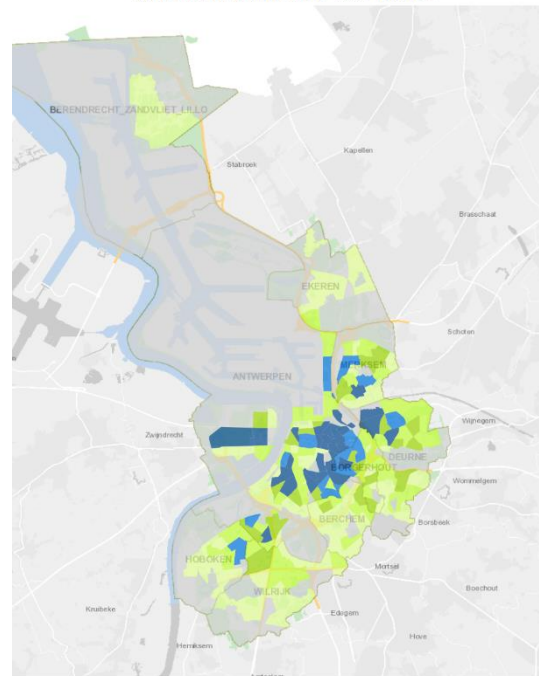 BERENDRECHT_ZANDVLIET_LILLO
Kapellen
Stabroek
Brasschaat
EKEREN
Schoten
MERKSEM
ANTWERPEN
Wijnegem
Zwijndrecht
DEURNE
BORGERHOUT
Wommelgem
BERCHEM
Borsbeek
HOBOKEN
Mortsel
WILRIJK
Boechout
Kruibeke
Edegem
Hove
Hemiksem